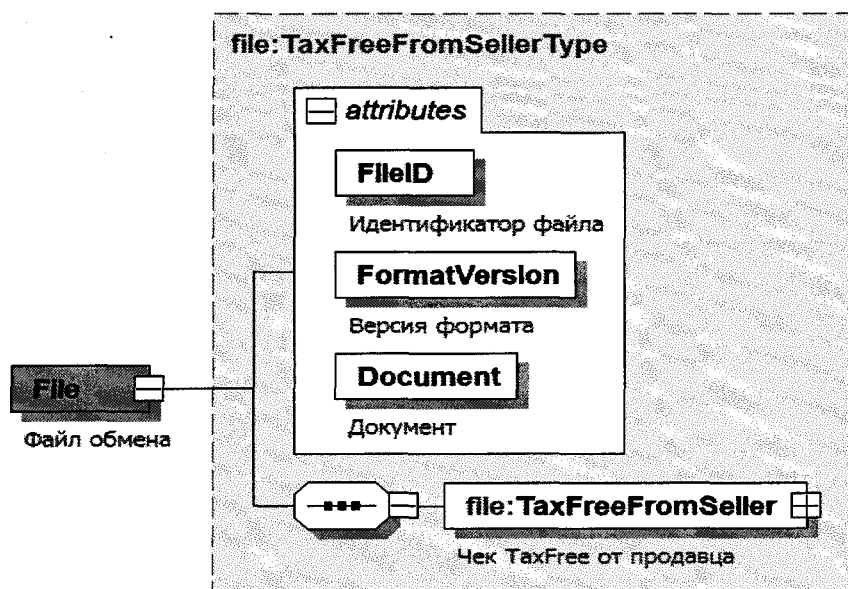 file:TaxFreeFromSellerType
attributes
FileID
Идентификатор файла
FormatVersion
Версия формата
Document
Документ
File
Файл обмена
file:TaxFreeFromSeller
Чек TaxFree от продавца